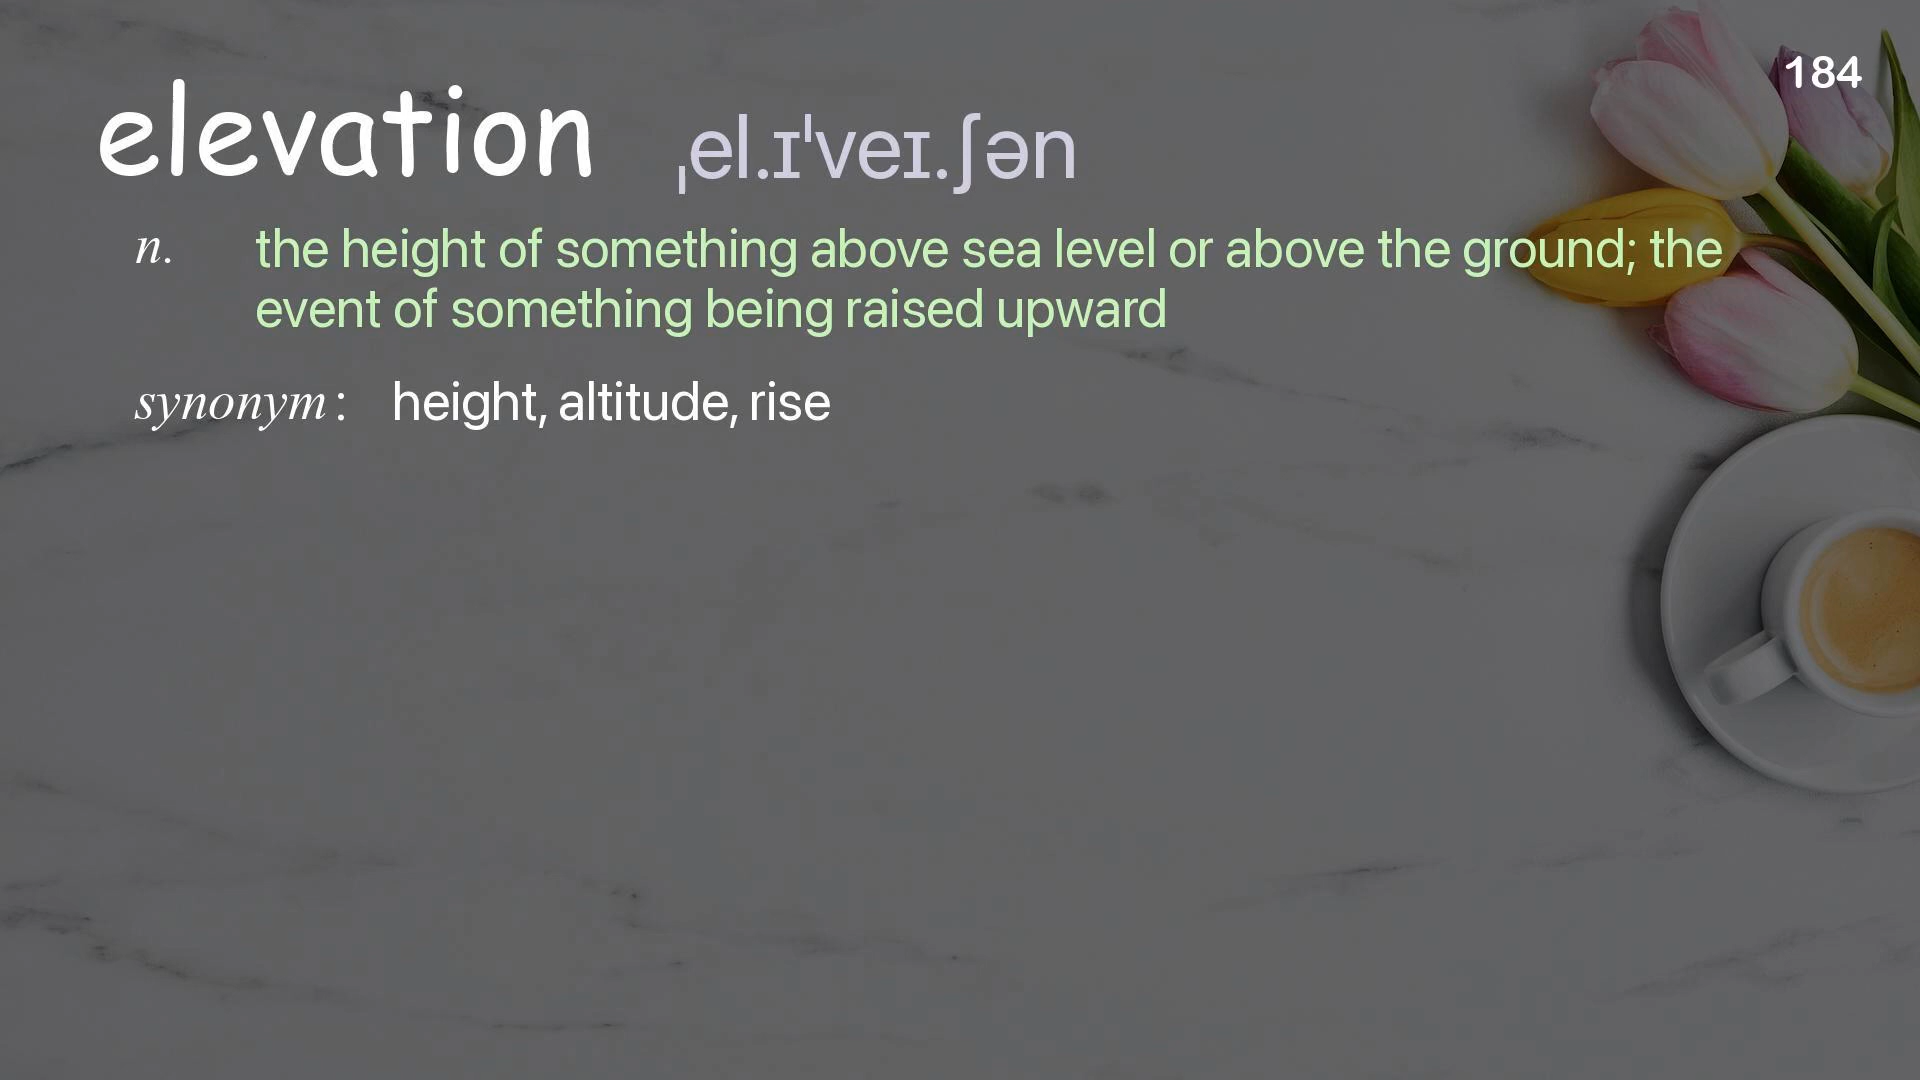 184
elevation ˌel.ɪˈveɪ.ʃən
n. the height of something above sea level or above the ground; the
event of something being raised upward
synonym: height, altitude, rise